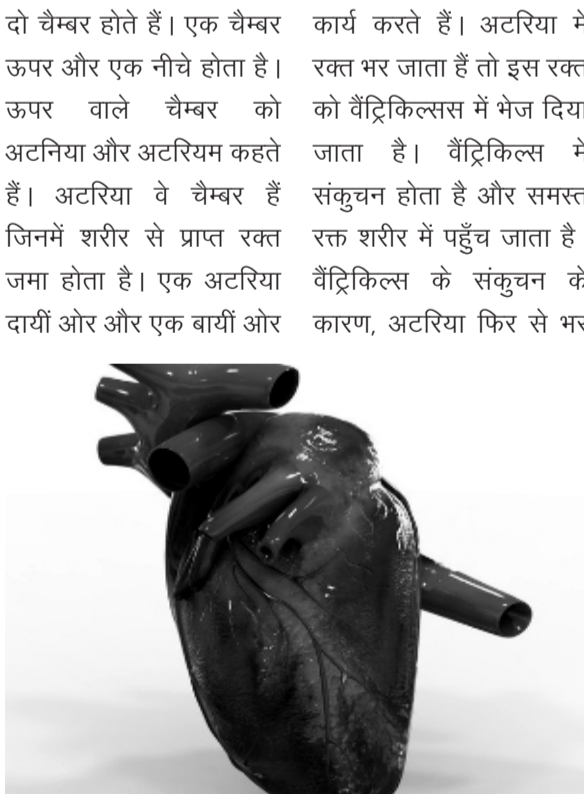 दो चैम्बर होते हैं। एक चैम्बर
ऊपर और एक नीचे होता है।
ऊपर वाले चैम्बर को
अटनिया और अटरियम कहते
हैं। अटरिया वे चैम्बर हैं
जिनमें शरीर से प्राप्त रक्त
जमा होता है। एक अटरिया
दायीं ओर और एक बायीं ओर
कार्य करते हैं। अटरिया में
रक्त भर जाता हैं तो इस रक्त
को वैंट्रिकिल्सस में भेज दिया
जाता है। वैंट्रिकिल्स में
संकुचन होता है और समस्त
रक्त शरीर में पहुँच जाता है
वैंट्रिकिल्स के संकुचन के
कारण, अटरिया फिर से भर